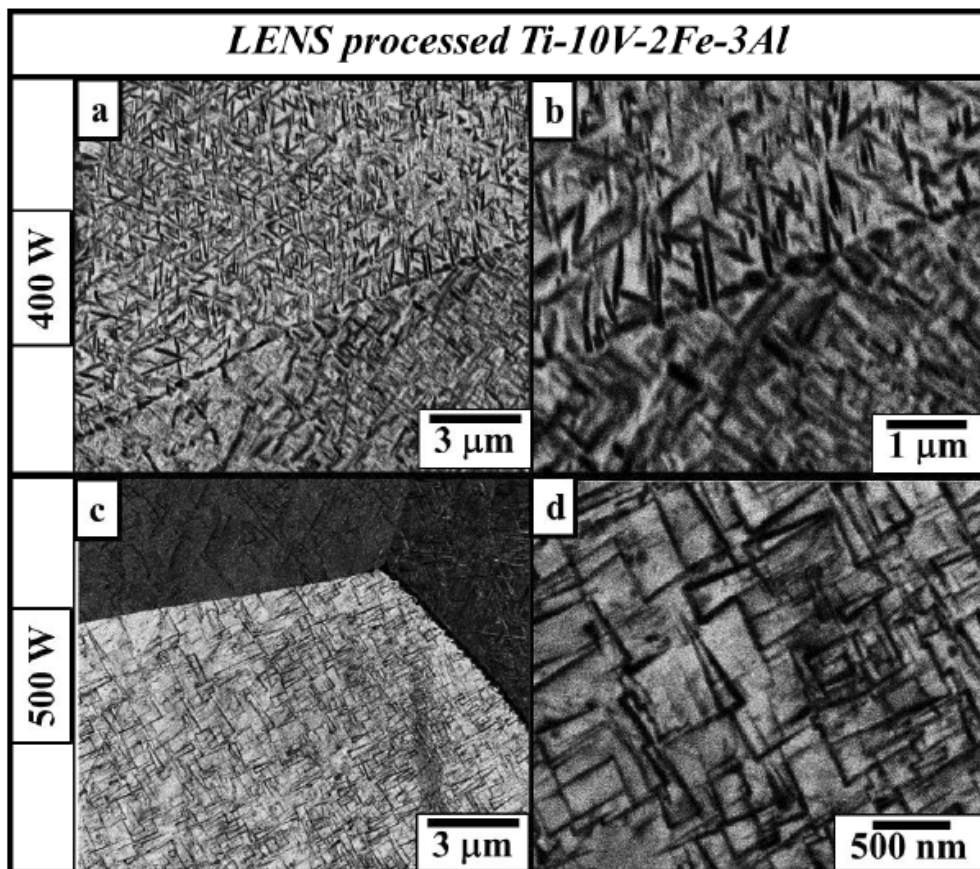 LENS processed Ti-10V-2Fe-3Al
400 W
a
3 μm
b
1 μm
500 W
c
3 μm
d
500 nm